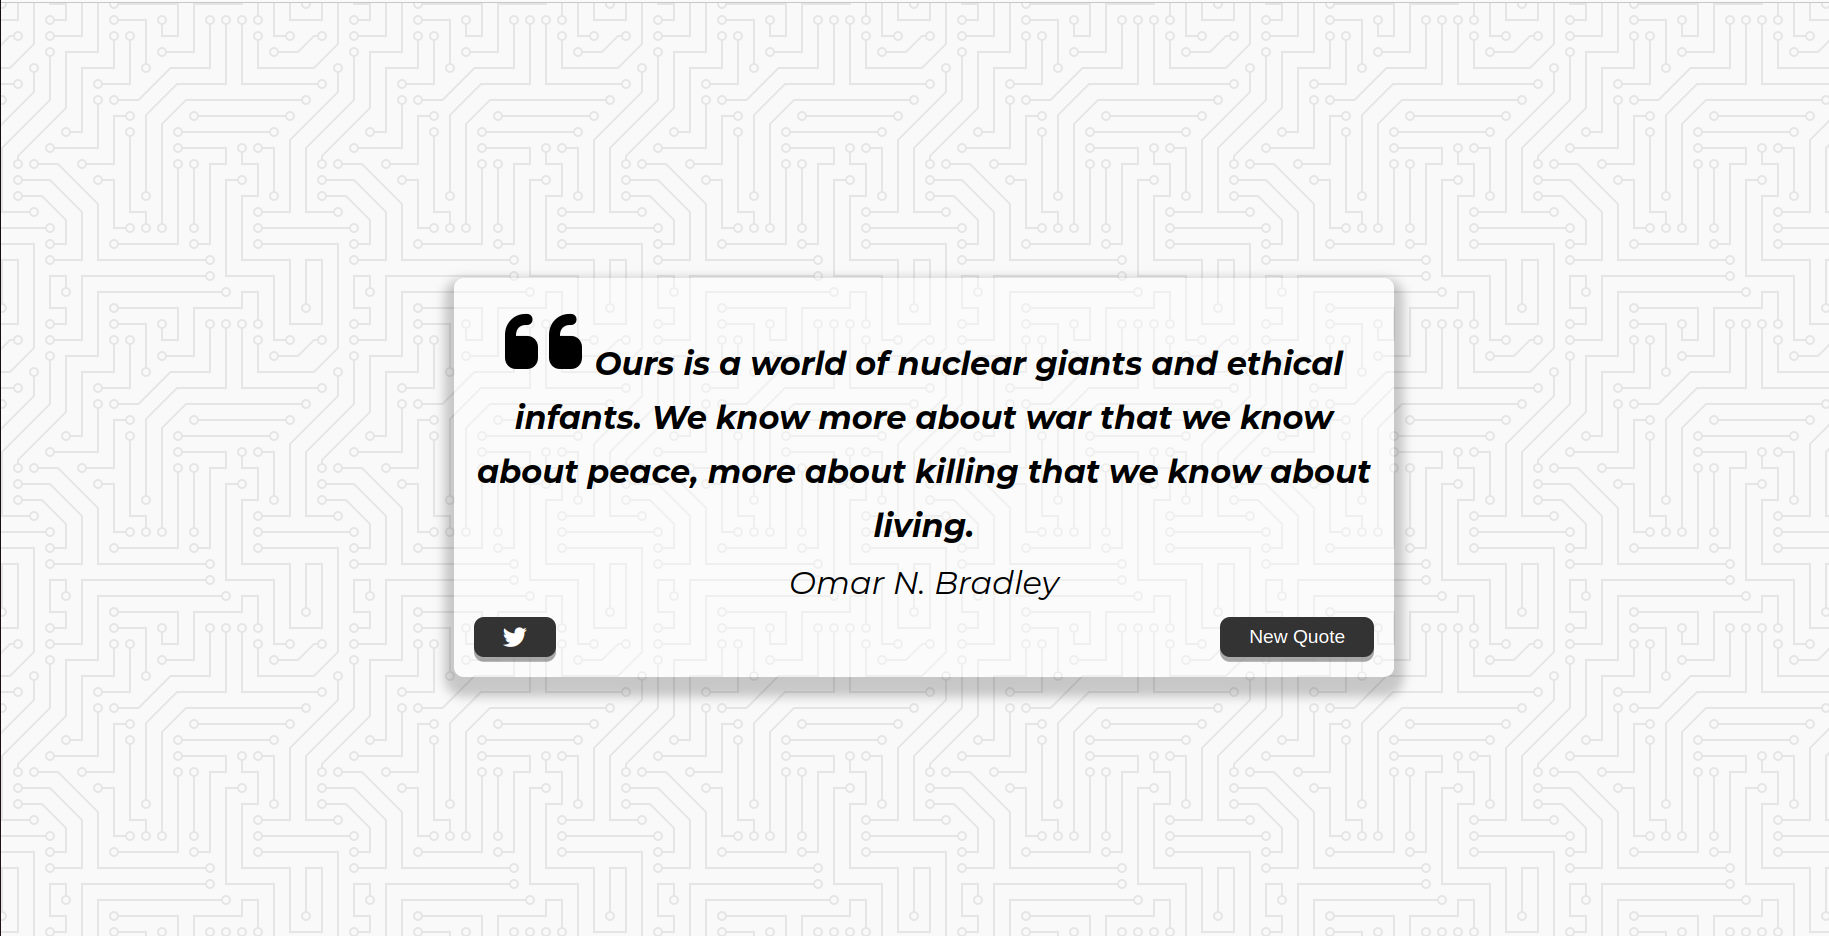 Ours is a world of nuclear giants and ethical
infants. We know more about war that we know
about peace, more about killing that we know about
living.
Omar N. Bradley
New Quote